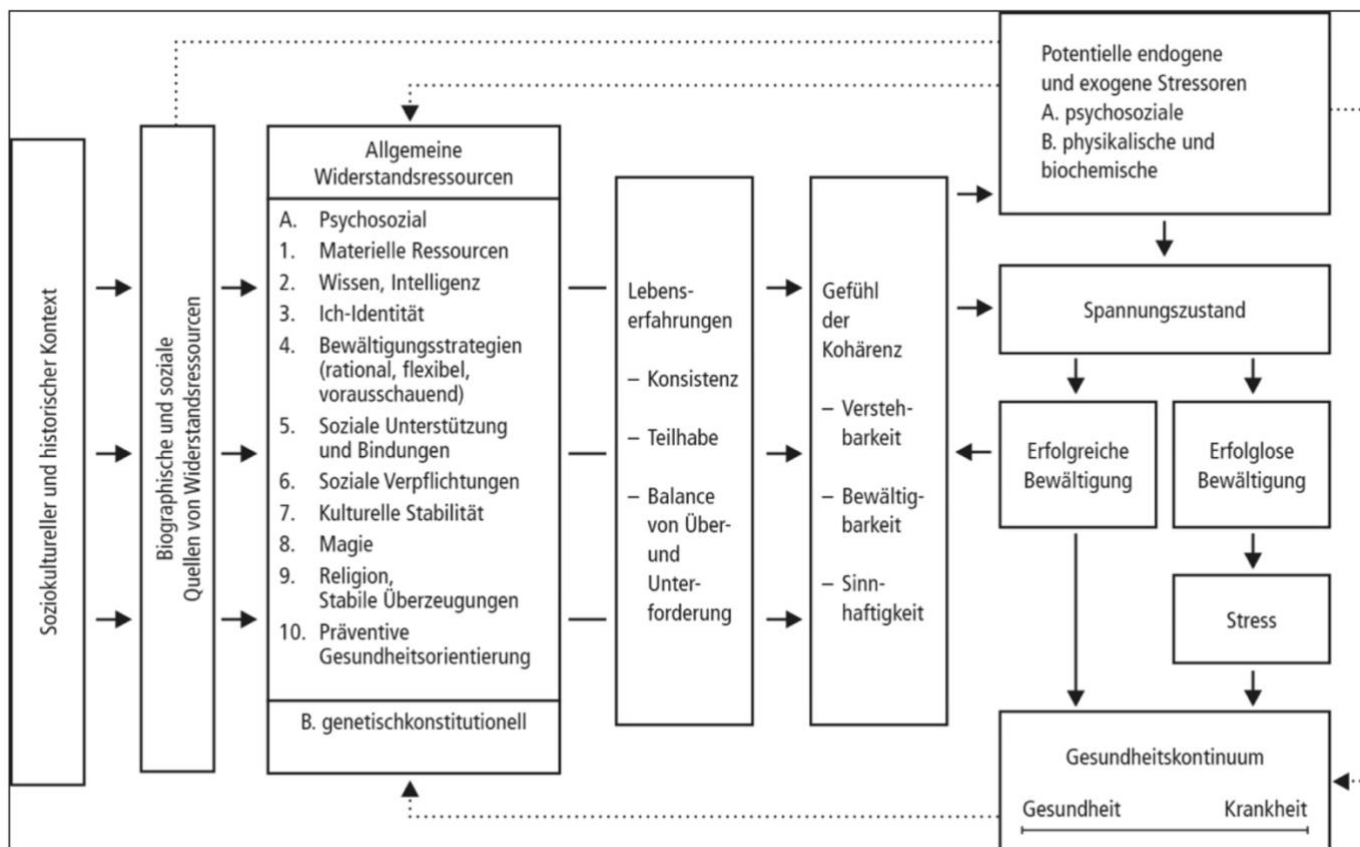 Soziokultureller und historischer Kontext
Biographische und soziale
Quellen von Widerstandsressourcen
Allgemeine
Widerstandsressourcen
A. Psychosozial
1. Materielle Ressourcen
2. Wissen, Intelligenz
3. Ich-Identität
4. Bewältigungsstrategien
(rational, flexibel,
vorausschauend)
5. Soziale Unterstützung
und Bindungen
6. Soziale Verpflichtungen
7. Kulturelle Stabilität
8. Magie
9. Religion,
Stabile Überzeugungen
10. Präventive
Gesundheitsorientierung
B. genetischkonstitutionell
Lebens-
erfahrungen
– Konsistenz
– Teilhabe
– Balance
von Über-
und
Unter-
forderung
Gefühl
der
Kohärenz
– Versteh-
barkeit
– Bewältig-
barkeit
– Sinn-
haftigkeit
Potentielle endogene
und exogene Stressoren
A. psychosoziale
B. physikalische und
biochemische
Spannungszustand
Erfolgreiche
Bewältigung
Erfolglose
Bewältigung
Stress
Gesundheitskontinuum
Gesundheit Krankheit